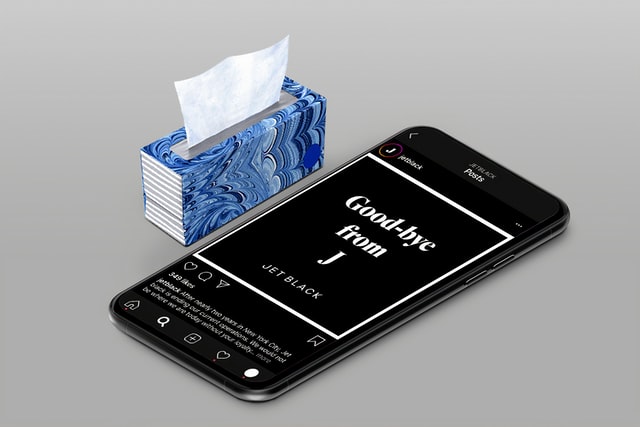 JETBLACK
Posts
J jetblack
Good-bye
from
J
JET BLACK
349 likes
jetblack After nearly two years in New York City, Jet
black is ending our current operations. We would not
be where we are today without your loyalty... more